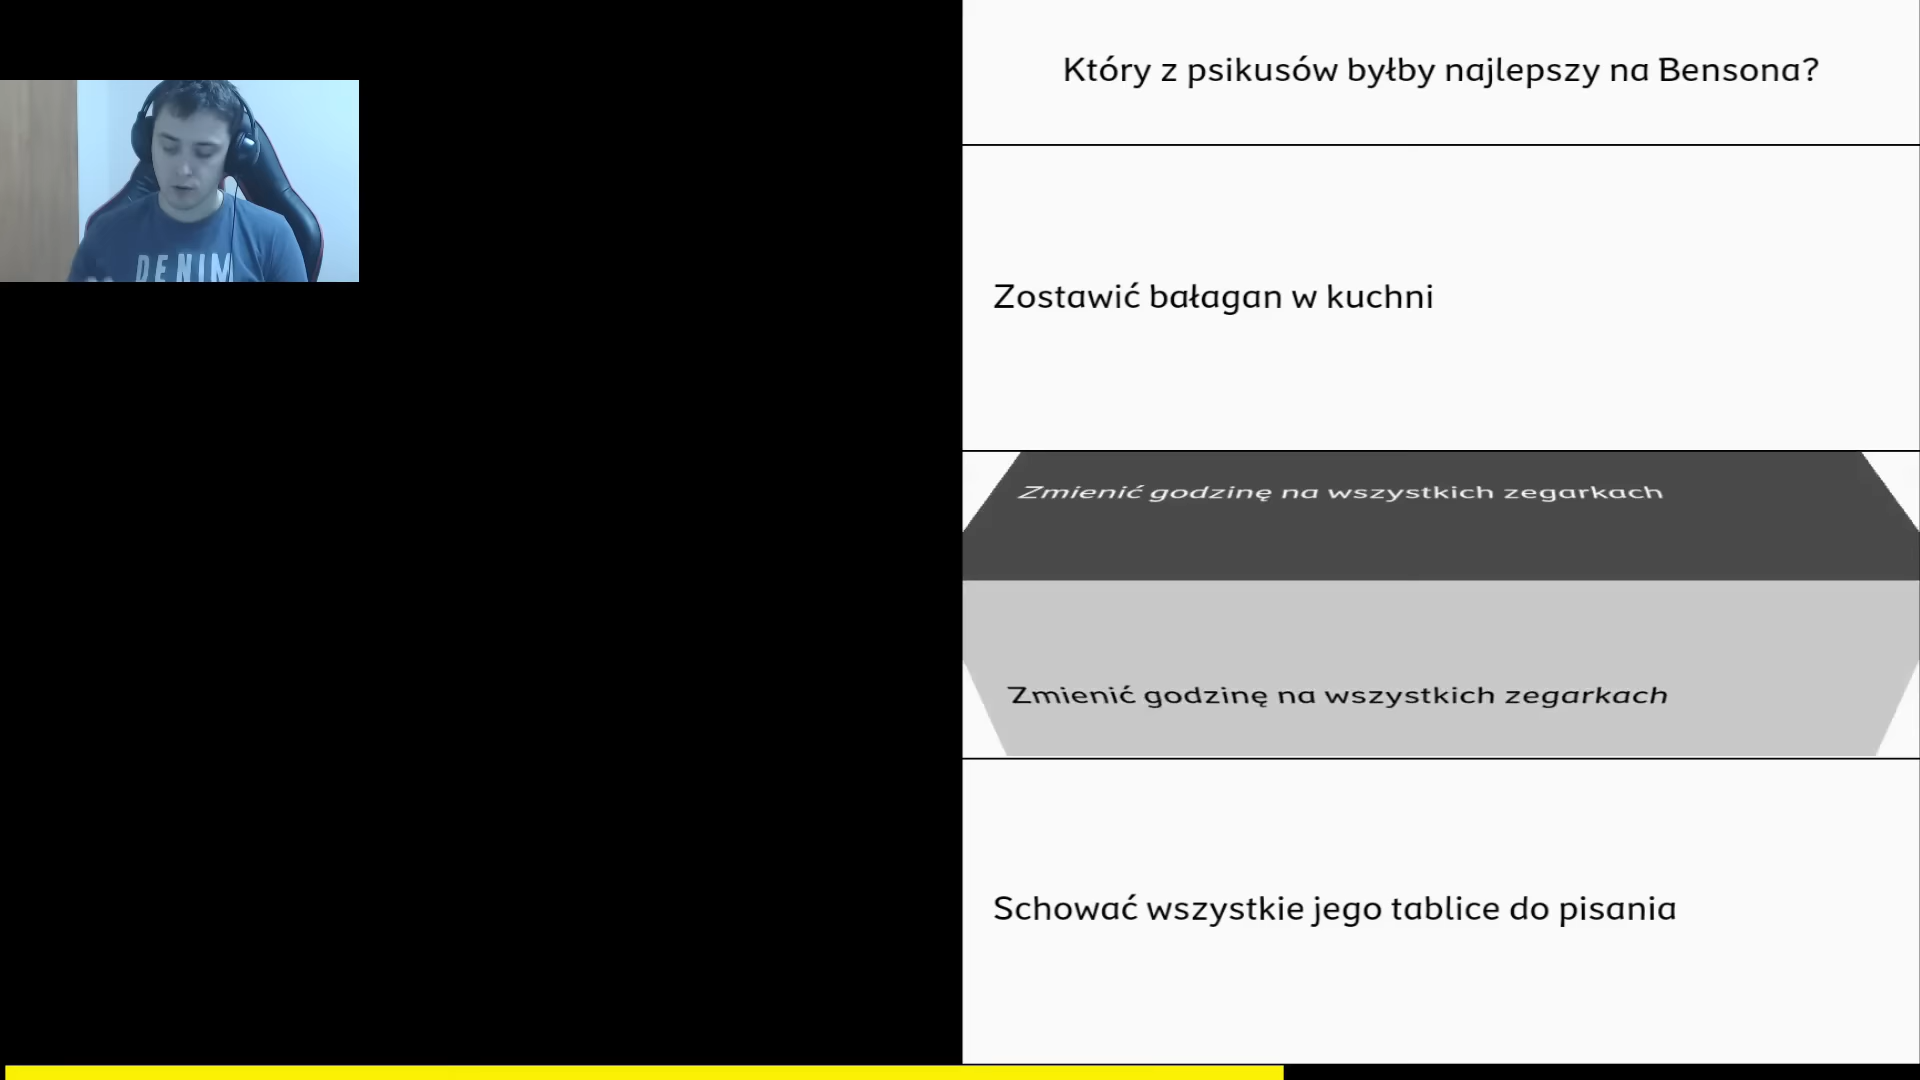 Który z psikusów byłby najlepszy na Bensona?
DENIM
Zostawić bałagan w kuchni
Zmienić godzinę na wszystkich zegarkach
Zmienić godzinę na wszystkich zegarkach
Schować wszystkie jego tablice do pisania